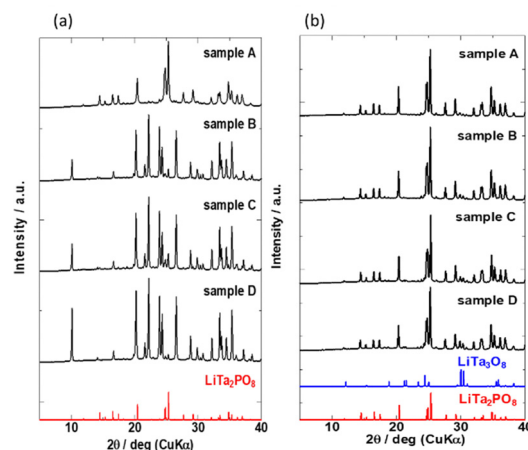 (a)
sample A
sample B
sample C
sample D
LiTa₂PO₈
Intensity / a.u.
10
20
30
40
2θ / deg (CuKα)
(b)
sample A
sample B
sample C
sample D
LiTa₃O₈
LiTa₂PO₈
Intensity / a.u.
10
20
30
40
2θ / deg (CuKα)